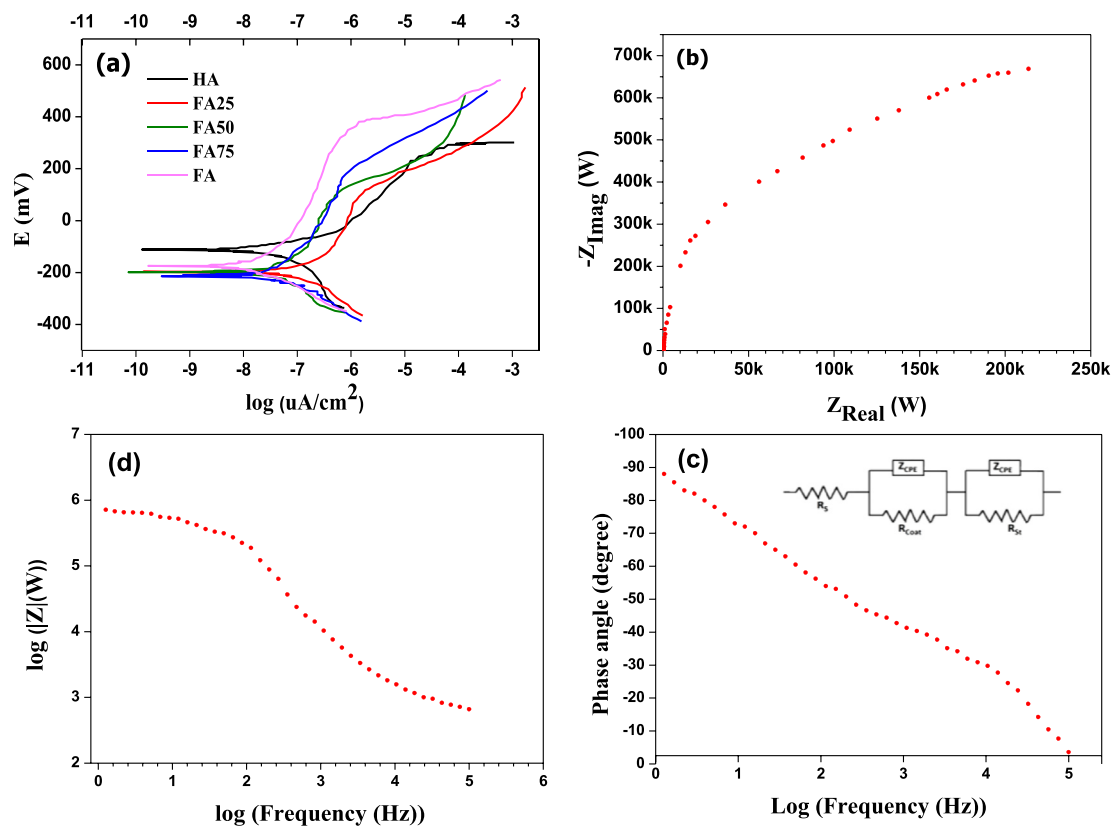 -11 -10 -9 -8 -7 -6 -5 -4 -3
(a)
HA
FA25
FA50
FA75
FA
600
400
200
0
-200
-400
E (mV)
-11 -10 -9 -8 -7 -6 -5 -4 -3
log (uA/cm2)
(b)
700k
600k
500k
400k
300k
200k
100k
0
-ZImag (W)
0 50k 100k 150k 200k 250k
ZReal (W)
(d)
7
6
5
4
3
2
log (|Z|(W)
0 1 2 3 4 5 6
log (Frequency (Hz))
(c)
-100
-90
-80
-70
-60
-50
-40
-30
-20
-10
0
Phase angle (degree)
ZCPE ZCPE
RS
RCoat RSt
0 1 2 3 4 5 6
Log (Frequency (Hz))